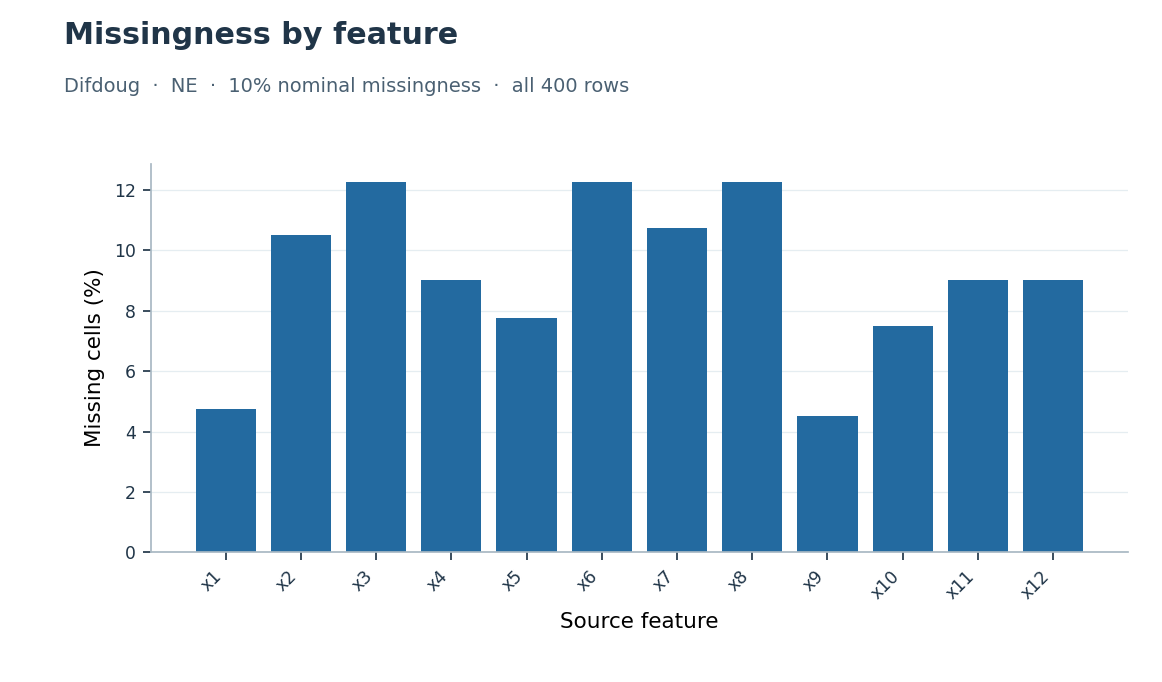 Missingness by feature
Difdoug · NE · 10% nominal missingness · all 400 rows
12
10
8
6
4
2
0
Missing cells (%)
x1 x2 x3 x4 x5 x6 x7 x8 x9 x10 x11 x12
Source feature